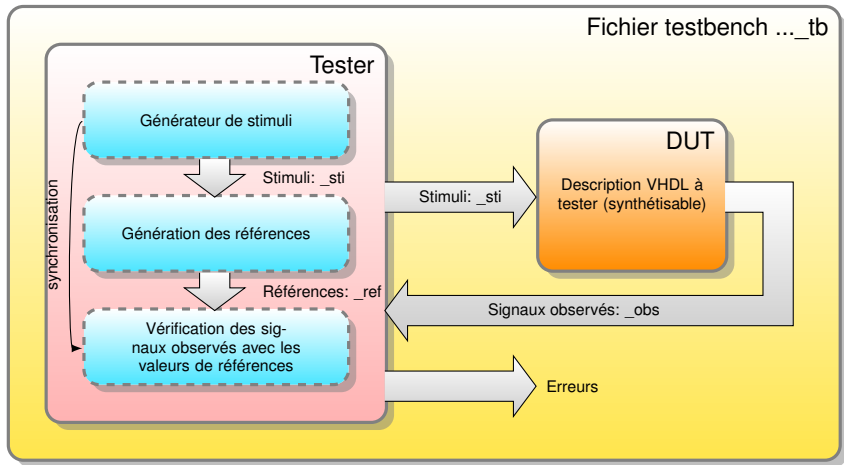 Fichier testbench ..._tb
Tester
Générateur de stimuli
Stimuli: _sti
synchronisation
Génération des références
Références: _ref
Vérification des sig-
naux observés avec les
valeurs de références
Stimuli: _sti
DUT
Description VHDL à
tester (synthétisable)
Signaux observés: _obs
Erreurs